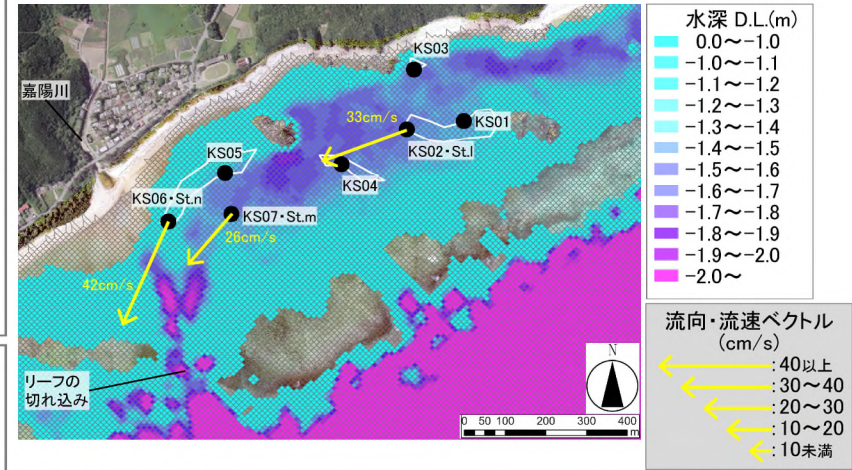 嘉陽川
KS03
33cm/s
KS01
KS02・St.l
KS05
KS04
KS06・St.n
KS07・St.m
26cm/s
42cm/s
リーフの
切れ込み
N
0 50 100 200 300 400
m
水深 D.L.(m)
0.0～-1.0
-1.0～-1.1
-1.1～-1.2
-1.2～-1.3
-1.3～-1.4
-1.4～-1.5
-1.5～-1.6
-1.6～-1.7
-1.7～-1.8
-1.8～-1.9
-1.9～-2.0
-2.0～
流向・流速ベクトル
(cm/s)
:40以上
:30～40
:20～30
:10～20
:10未満